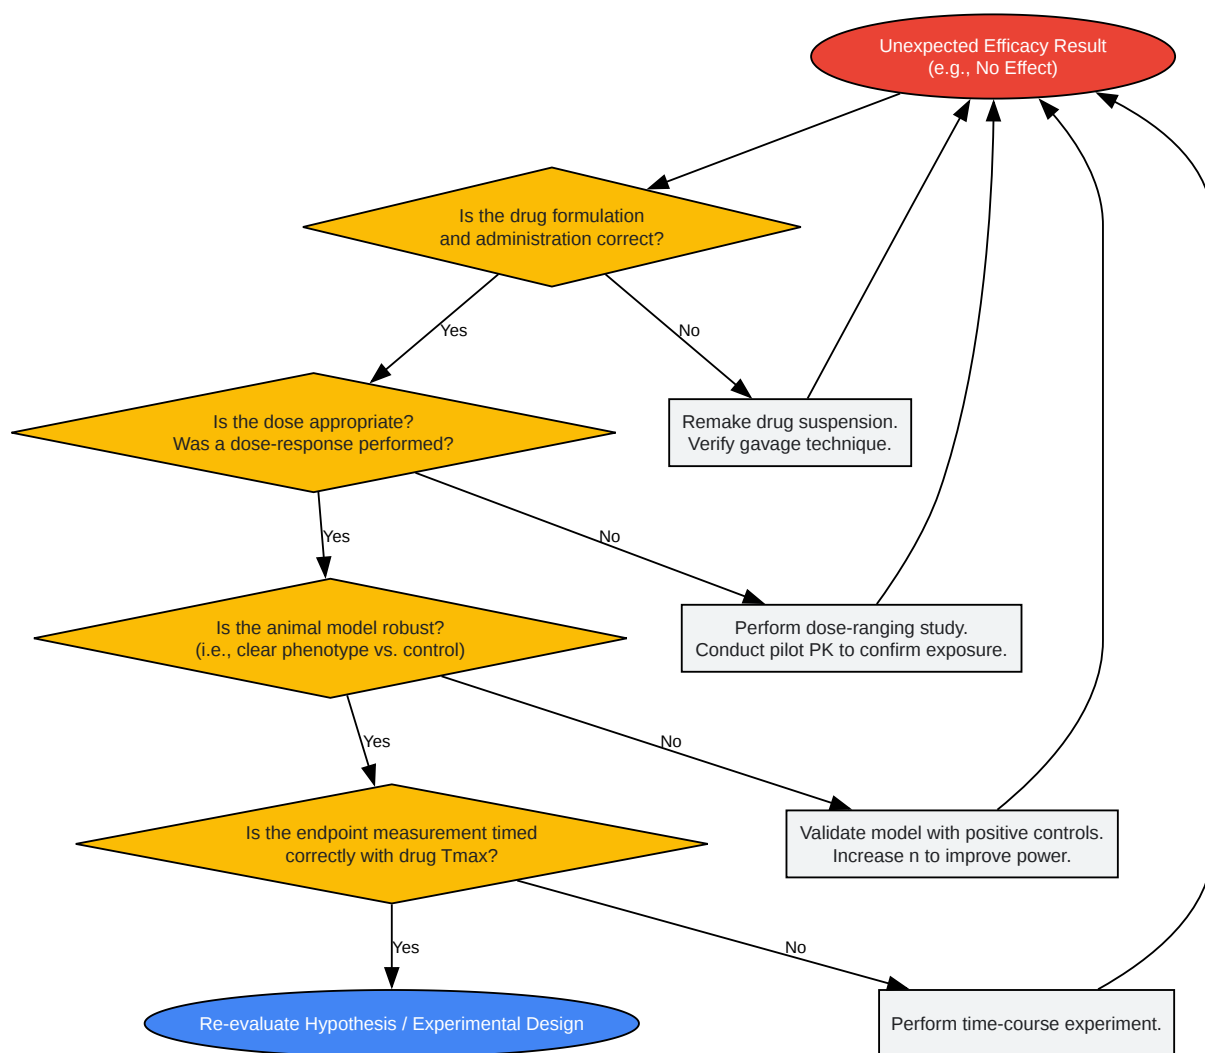 Unexpected Efficacy Result
(e.g., No Effect)
Is the drug formulation
and administration correct?
Yes
No
Is the dose appropriate?
Was a dose-response performed?
Remake drug suspension.
Verify gavage technique.
Yes
No
Is the animal model robust?
(i.e., clear phenotype vs. control)
Perform dose-ranging study.
Conduct pilot PK to confirm exposure.
Yes
No
Is the endpoint measurement timed
correctly with drug Tmax?
Validate model with positive controls.
Increase n to improve power.
Yes
No
Re-evaluate Hypothesis / Experimental Design
Perform time-course experiment.